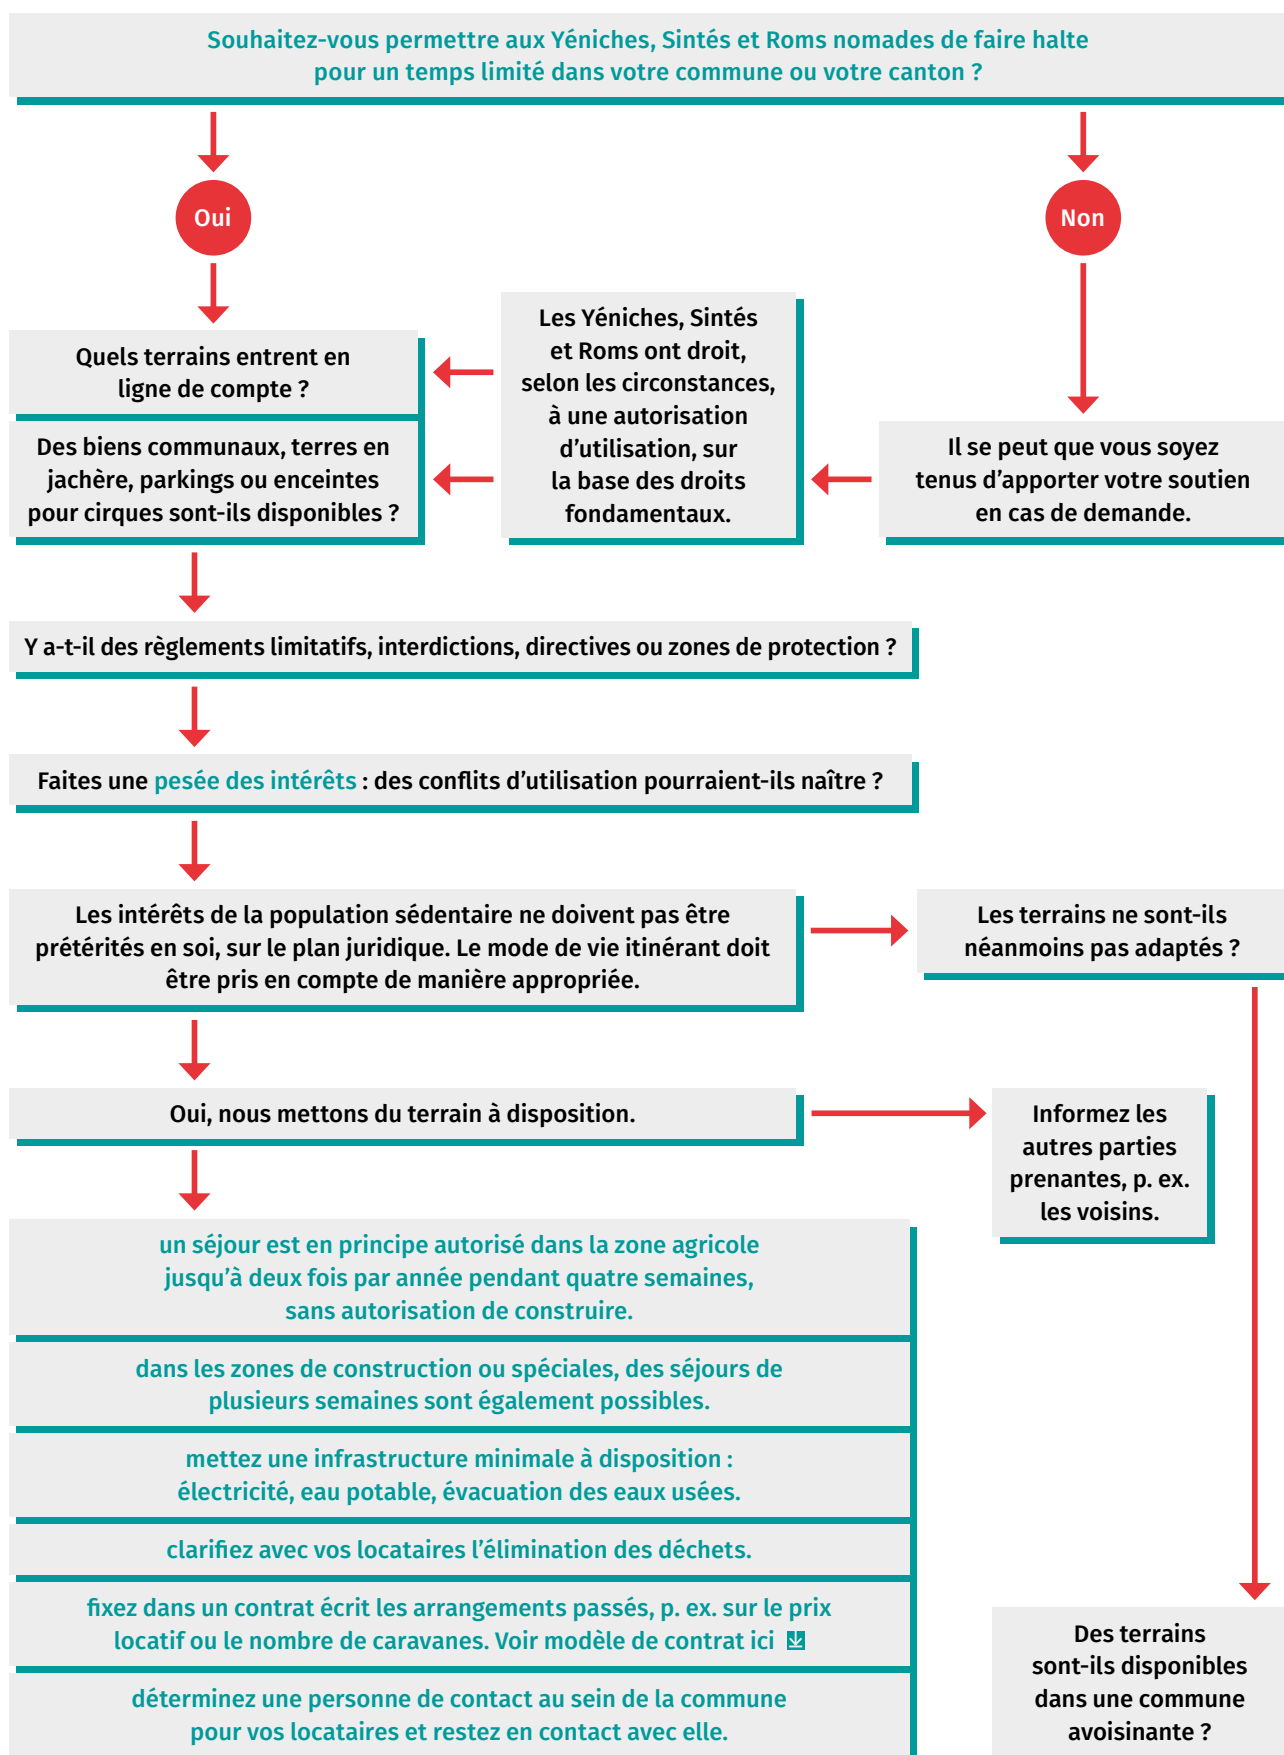 Souhaitez-vous permettre aux Yéniches, Sintés et Roms nomades de faire halte
pour un temps limité dans votre commune ou votre canton ?
Oui
Non
Quels terrains entrent en
ligne de compte ?
Des biens communaux, terres en
jachère, parkings ou enceintes
pour cirques sont-ils disponibles ?
Les Yéniches, Sintés
et Roms ont droit,
selon les circonstances,
à une autorisation
d’utilisation, sur
la base des droits
fondamentaux.
Il se peut que vous soyez
tenus d’apporter votre soutien
en cas de demande.
Y a-t-il des règlements limitatifs, interdictions, directives ou zones de protection ?
Faites une pesée des intérêts : des conflits d’utilisation pourraient-ils naître ?
Les intérêts de la population sédentaire ne doivent pas être
prétérités en soi, sur le plan juridique. Le mode de vie itinérant doit
être pris en compte de manière appropriée.
Les terrains ne sont-ils
néanmoins pas adaptés ?
Oui, nous mettons du terrain à disposition.
Informez les
autres parties
prenantes, p. ex.
les voisins.
un séjour est en principe autorisé dans la zone agricole
jusqu’à deux fois par année pendant quatre semaines,
sans autorisation de construire.
dans les zones de construction ou spéciales, des séjours de
plusieurs semaines sont également possibles.
mettez une infrastructure minimale à disposition :
électricité, eau potable, évacuation des eaux usées.
clarifiez avec vos locataires l’élimination des déchets.
fixez dans un contrat écrit les arrangements passés, p. ex. sur le prix
locatif ou le nombre de caravanes. Voir modèle de contrat ici
déterminez une personne de contact au sein de la commune
pour vos locataires et restez en contact avec elle.
Des terrains
sont-ils disponibles
dans une commune
avoisinante ?